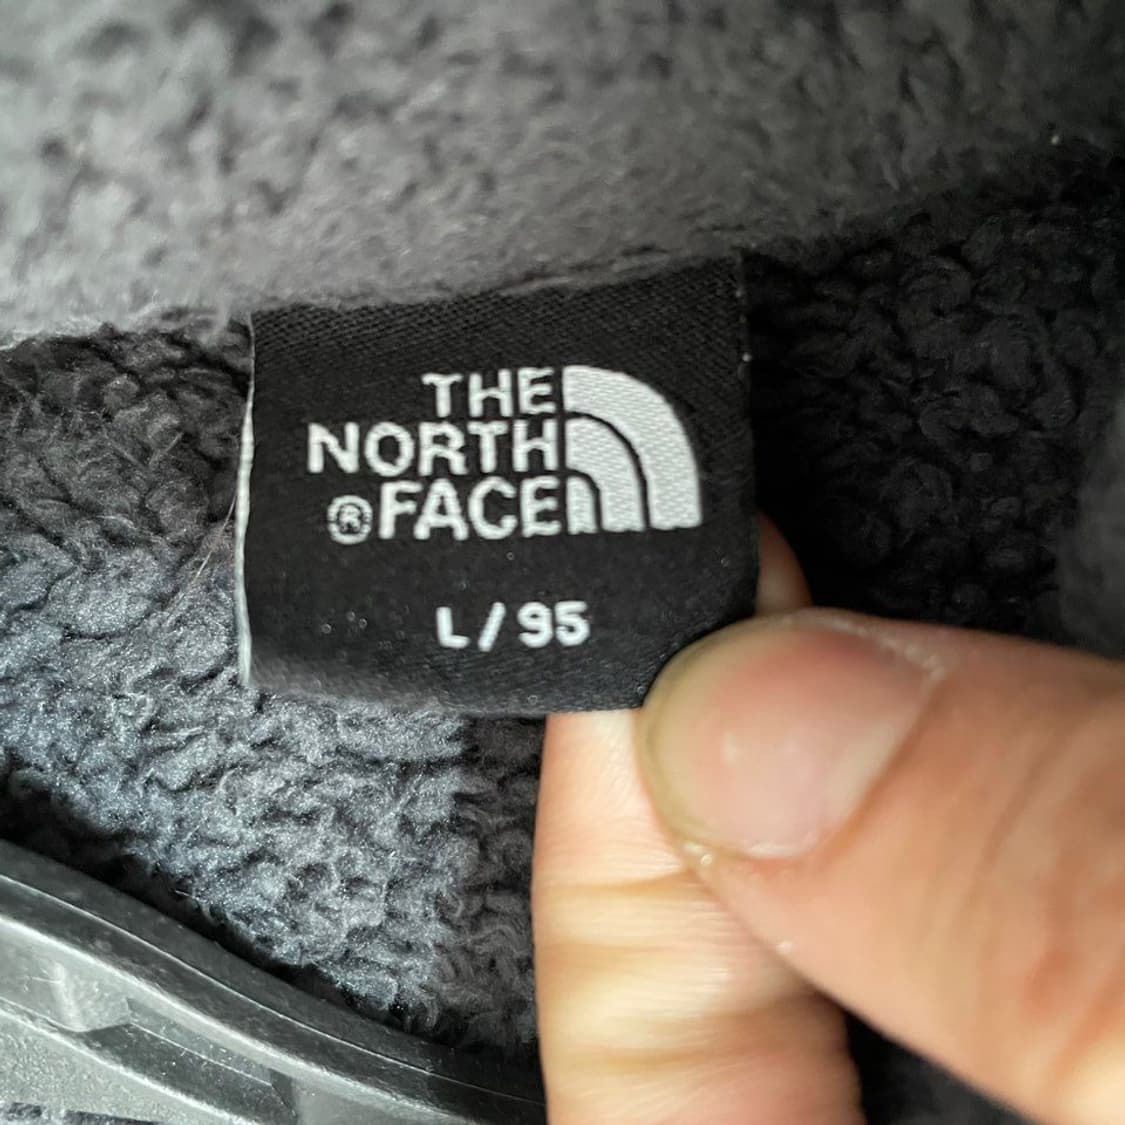 THE
NORTH
®FACE
L / 95